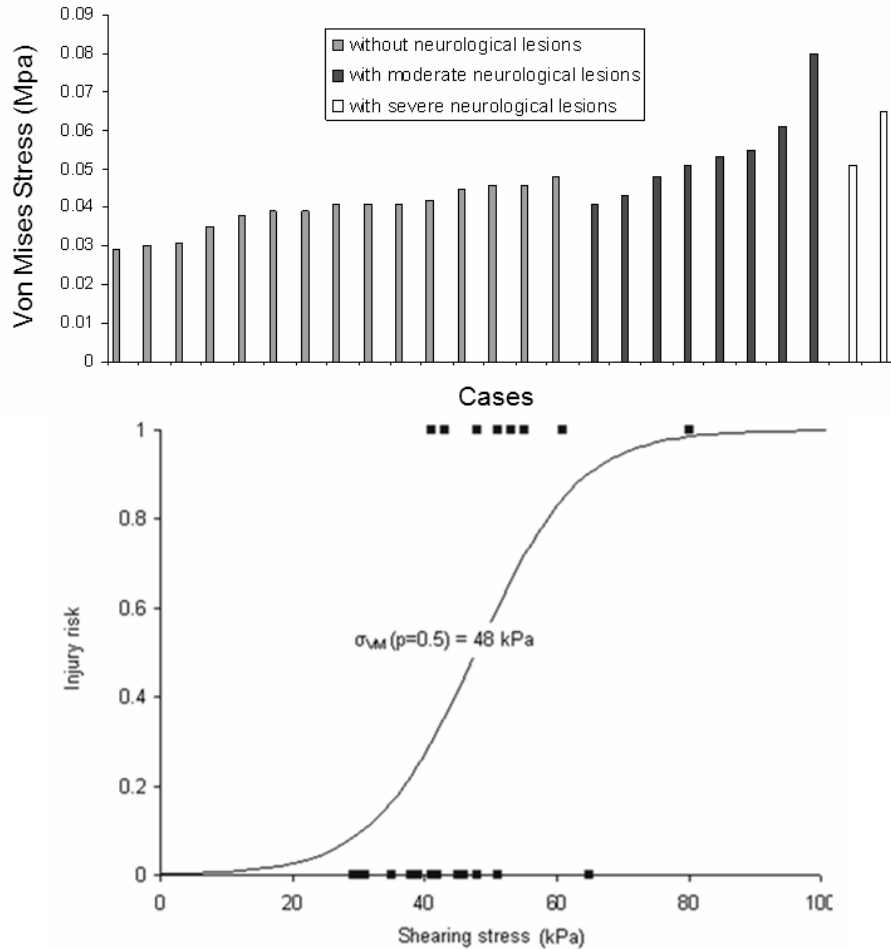 0.09
0.08
0.07
0.06
0.05
0.04
0.03
0.02
0.01
0
Von Mises Stress (Mpa)
without neurological lesions
with moderate neurological lesions
with severe neurological lesions
Cases
1
0.8
0.6
0.4
0.2
0
Injury risk
σVM (p=0.5) = 48 kPa
0 20 40 60 80 100
Shearing stress (kPa)